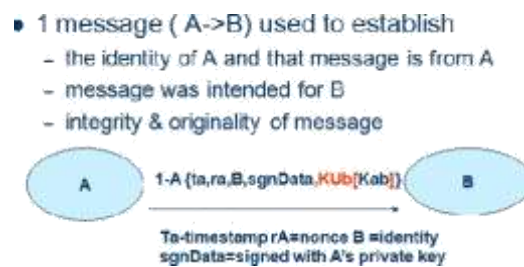 • 1 message ( A->B) used to establish
– the identity of A and that message is from A
– message was intended for B
– integrity & originality of message
A
1-A {ta,ra,B,sgnData,KUb[Kab]}
B
Ta-timestamp rA=nonce B =identity
sgnData=signed with A's private key